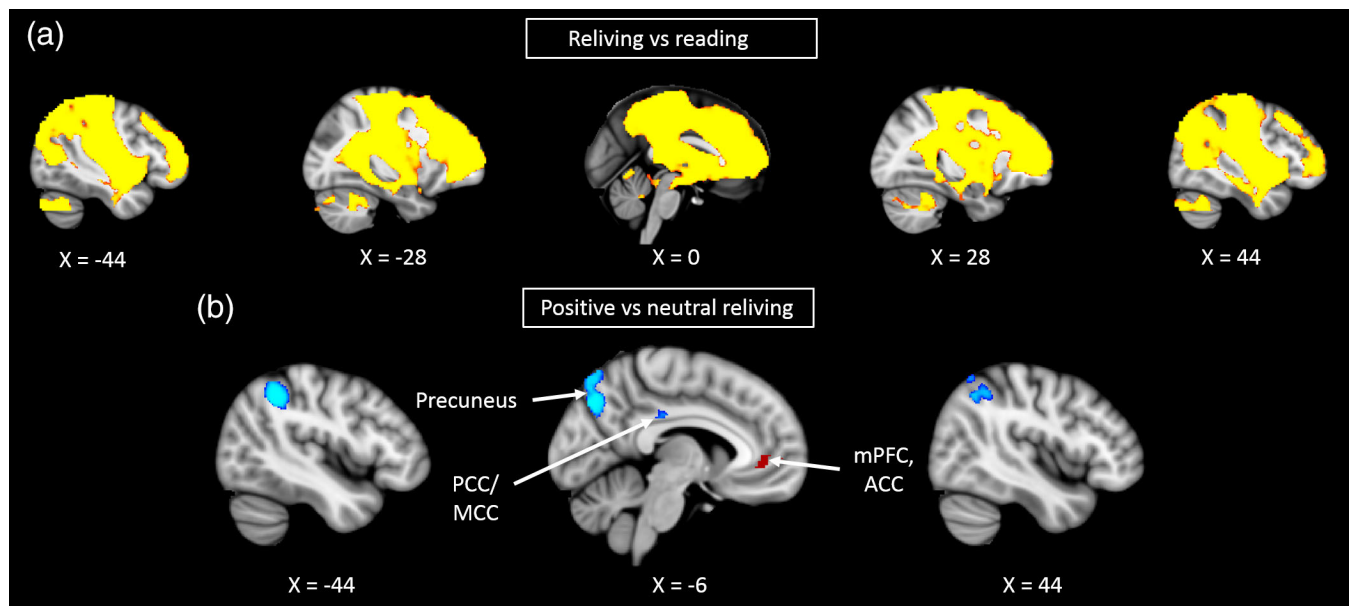 (a)
Reliving vs reading
X = -44
X = -28
X = 0
X = 28
X = 44
(b)
Positive vs neutral reliving
Precuneus
PCC/
MCC
mPFC,
ACC
X = -44
X = -6
X = 44